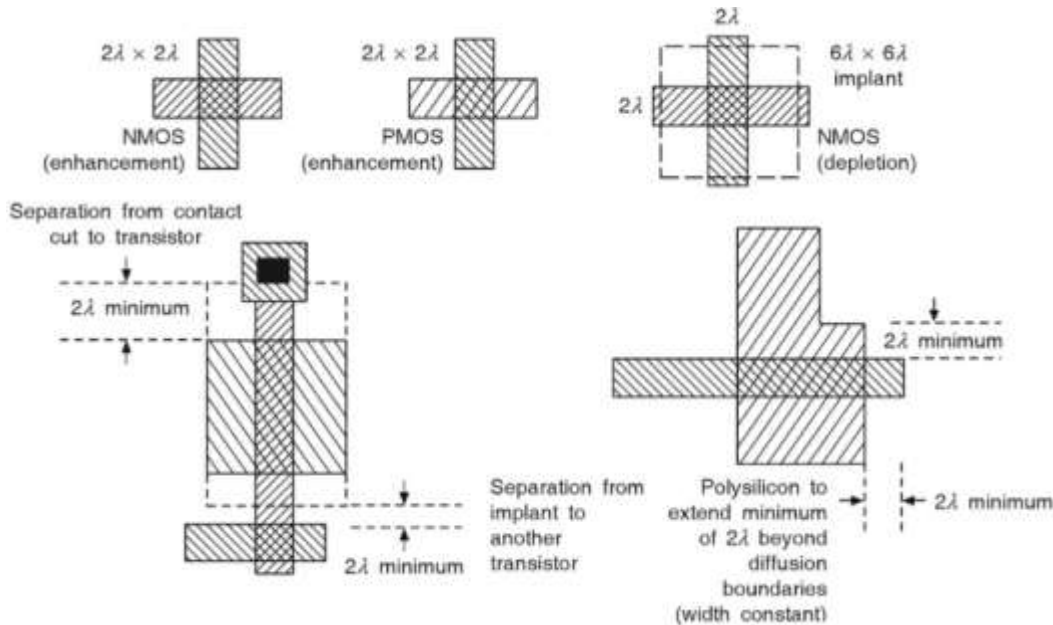 2λ × 2λ
NMOS
(enhancement)
2λ × 2λ
PMOS
(enhancement)
2λ
2λ
6λ × 6λ
implant
NMOS
(depletion)
Separation from contact
cut to transistor
2λ minimum
Separation from
implant to
another
transistor
2λ minimum
2λ minimum
Polysilicon to
extend minimum
of 2λ beyond
diffusion
boundaries
(width constant)
2λ minimum